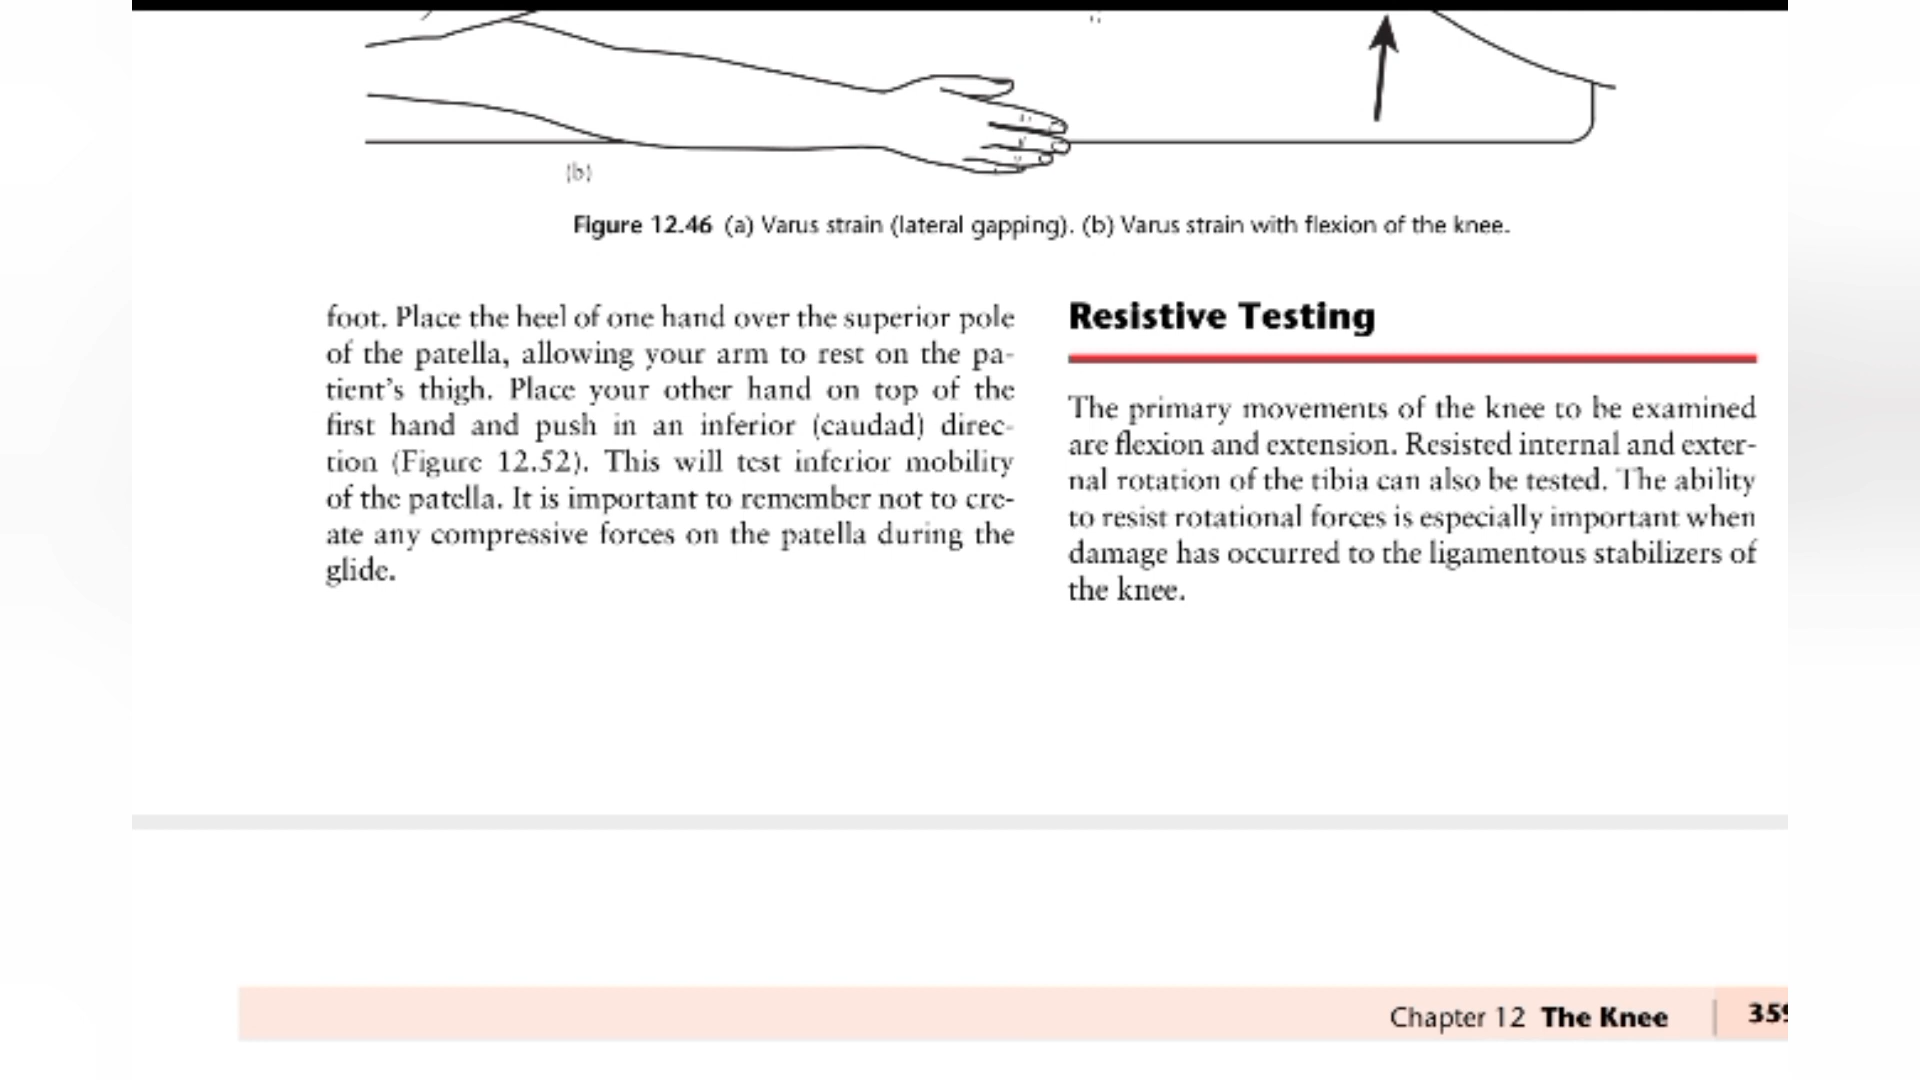 (b)
Figure 12.46 (a) Varus strain (lateral gapping). (b) Varus strain with flexion of the knee.
foot. Place the heel of one hand over the superior pole
of the patella, allowing your arm to rest on the pa-
tient's thigh. Place your other hand on top of the
first hand and push in an inferior (caudad) direc-
tion (Figure 12.52). This will test inferior mobility
of the patella. It is important to remember not to cre-
ate any compressive forces on the patella during the
glide.
Resistive Testing
The primary movements of the knee to be examined
are flexion and extension. Resisted internal and exter-
nal rotation of the tibia can also be tested. The ability
to resist rotational forces is especially important when
damage has occurred to the ligamentous stabilizers of
the knee.
Chapter 12 The Knee 359